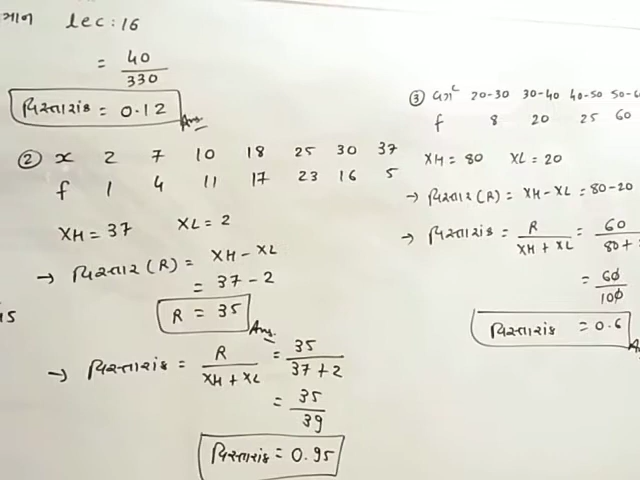 lec : 16
= 40/330
વિસ્તારાંક = 0.12 Ans.
② x 2 7 10 18 25 30 37
f 1 4 11 17 23 16 5
XH = 37 XL = 2
→ વિસ્તાર (R) = XH - XL
= 37 - 2
R = 35 Ans.
→ વિસ્તારાંક = R/XH + XL = 35/37 + 2
= 35/39
વિસ્તારાંક = 0.95
③ વર્ગ 20-30 30-40 40-50 50-6
f 8 20 25 60
XH = 80 XL = 20
→ વિસ્તાર (R) = XH - XL = 80 - 20
→ વિસ્તારાંક = R/XH + XL = 60/80 +
= 60/100
વિસ્તારાંક = 0.6